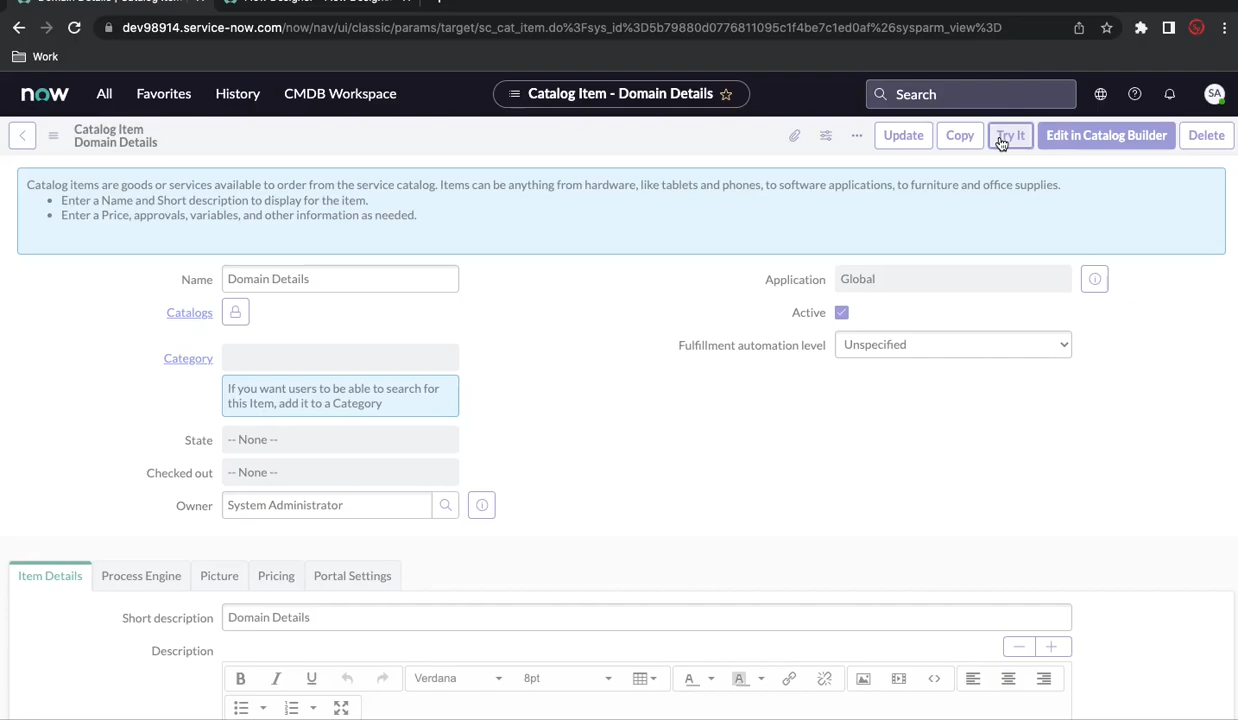 dev98914.service-now.com/now/nav/ui/classic/params/target/sc_cat_item.do%3Fsys_id%3D5b79880d0776811095c1f4be7c1ed0af%26sysparm_view%3D
Work
now All Favorites History CMDB Workspace Catalog Item - Domain Details Search SA
Catalog Item
Domain Details
Update Copy Try It Edit in Catalog Builder Delete
Catalog items are goods or services available to order from the service catalog. Items can be anything from hardware, like tablets and phones, to software applications, to furniture and office supplies.
• Enter a Name and Short description to display for the item.
• Enter a Price, approvals, variables, and other information as needed.
Name Domain Details Application Global
Catalogs Active
Category Fulfillment automation level Unspecified
If you want users to be able to search for
this Item, add it to a Category
State -- None --
Checked out -- None --
Owner System Administrator
Item Details Process Engine Picture Pricing Portal Settings
Short description Domain Details
Description
B I U Verdana 8pt A A